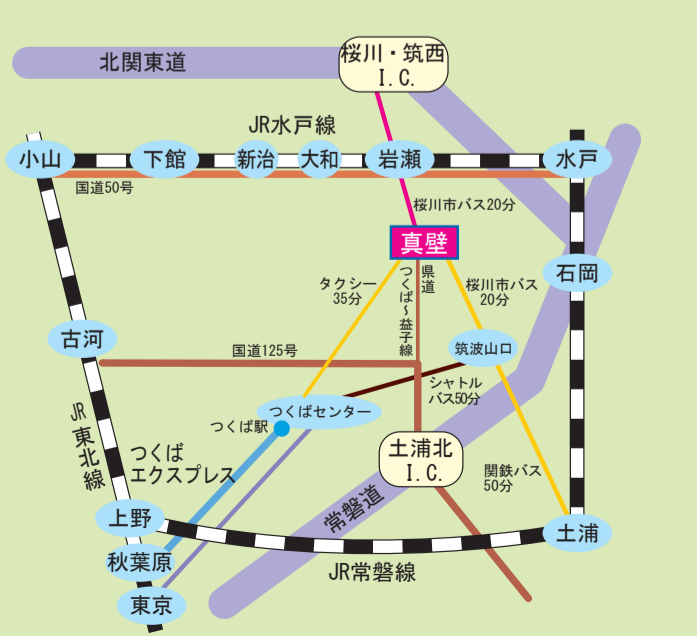 北関東道
桜川・筑西
I.C.
JR水戸線
小山
下館
新治
大和
岩瀬
水戸
国道50号
桜川市バス20分
真壁
タクシー
35分
つくば～益子線
県道
桜川市バス
20分
石岡
古河
国道125号
筑波山口
シャトル
バス50分
つくばセンター
つくば駅
JR東北線
つくば
エクスプレス
土浦北
I.C.
関鉄バス
50分
常磐道
上野
土浦
秋葉原
JR常磐線
東京